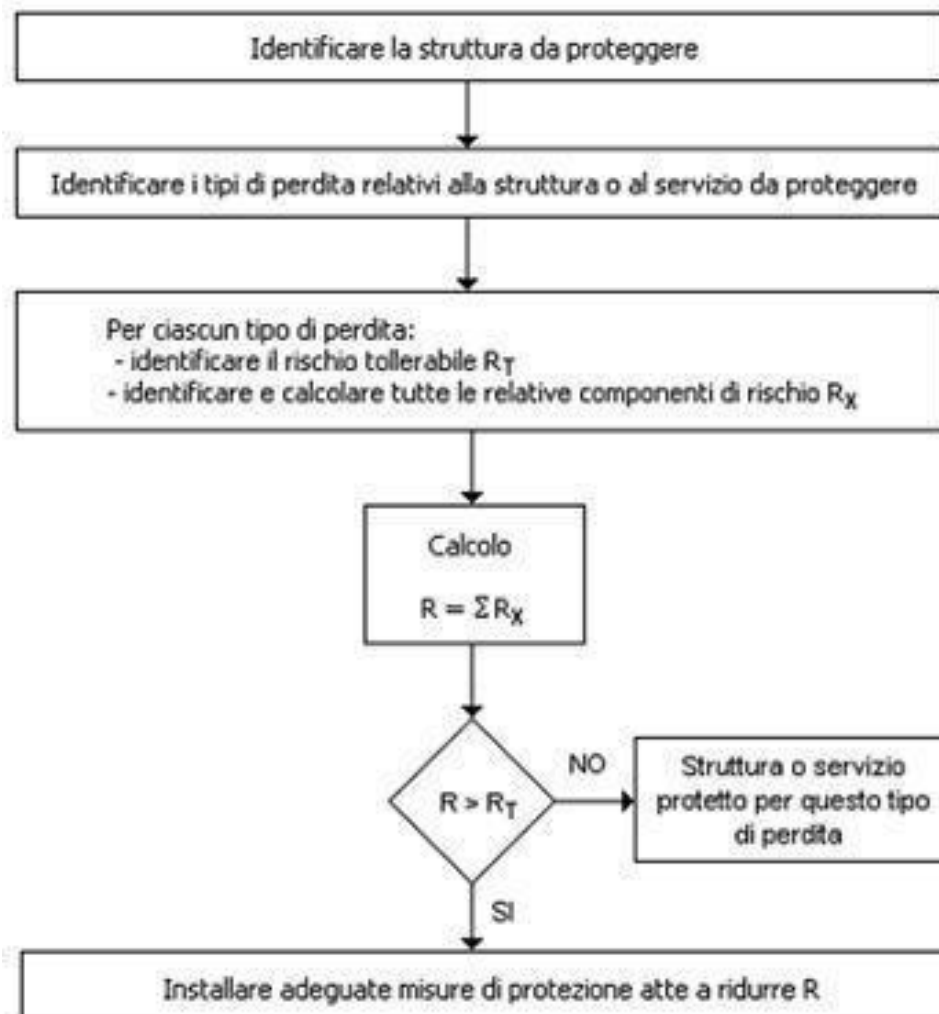 Identificare la struttura da proteggere
Identificare i tipi di perdita relativi alla struttura o al servizio da proteggere
Per ciascun tipo di perdita:
- identificare il rischio tollerabile RT
- identificare e calcolare tutte le relative componenti di rischio RX
Calcolo
R = ΣRX
R > RT
NO
Struttura o servizio
protetto per questo tipo
di perdita
SI
Installare adeguate misure di protezione atte a ridurre R